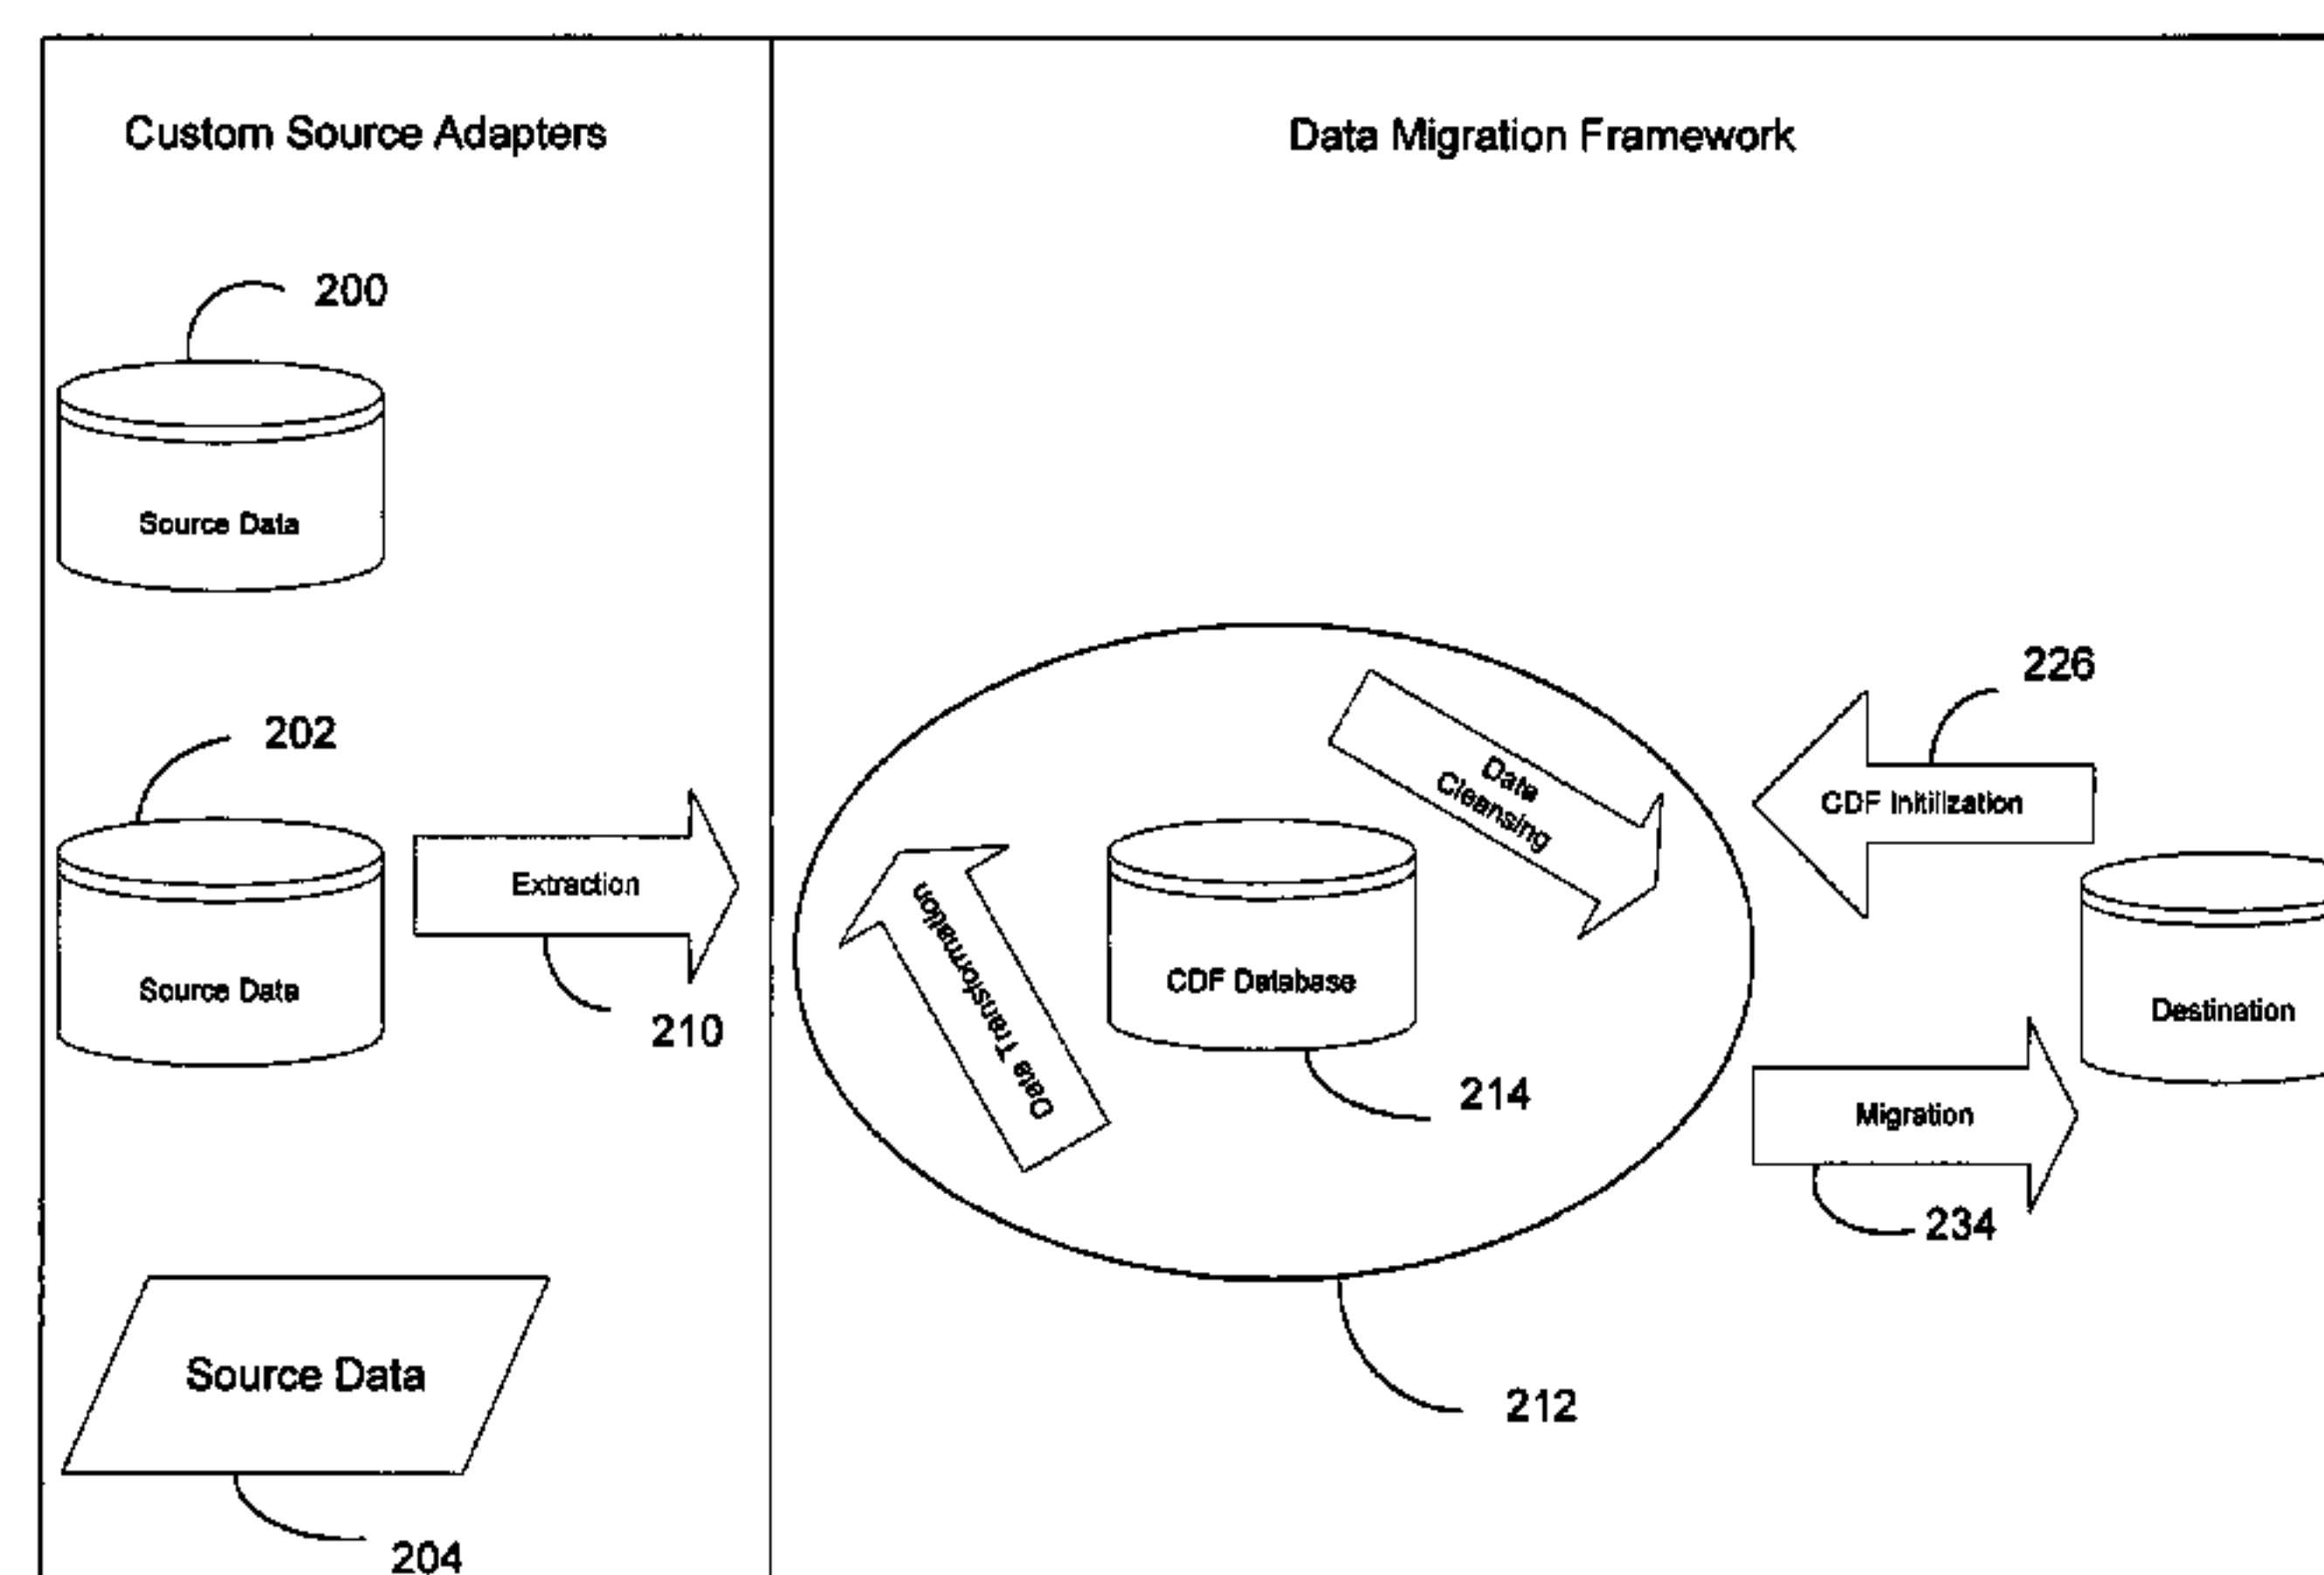 Custom Source Adapters
Data Migration Framework
200
Source Data
202
Source Data
Extraction
210
Source Data
204
Data
Cleansing
Data Transformation
CDF Database
214
212
226
CDF Initilization
Destination
Migration
234